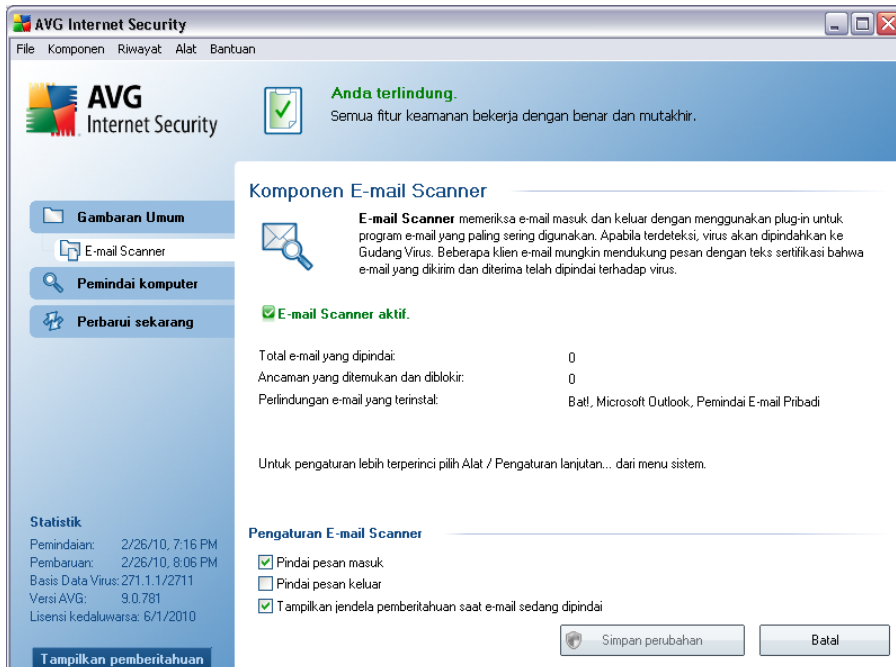 AVG Internet Security
File Komponen Riwayat Alat Bantuan
AVG
Internet Security
Anda terlindung.
Semua fitur keamanan bekerja dengan benar dan mutakhir.
Gambaran Umum
E-mail Scanner
Pemindai komputer
Perbarui sekarang
Komponen E-mail Scanner
E-mail Scanner memeriksa e-mail masuk dan keluar dengan menggunakan plug-in untuk
program e-mail yang paling sering digunakan. Apabila terdeteksi, virus akan dipindahkan ke
Gudang Virus. Beberapa klien e-mail mungkin mendukung pesan dengan teks sertifikasi bahwa
e-mail yang dikirim dan diterima telah dipindai terhadap virus.
E-mail Scanner aktif.
Total e-mail yang dipindai: 0
Ancaman yang ditemukan dan diblokir: 0
Perlindungan e-mail yang terinstal: Bat!, Microsoft Outlook, Pemindai E-mail Pribadi
Untuk pengaturan lebih terperinci pilih Alat / Pengaturan lanjutan... dari menu sistem.
Statistik
Pemindaian: 2/26/10, 7:16 PM
Pembaruan: 2/26/10, 8:06 PM
Basis Data Virus: 271.1.1/2711
Versi AVG: 9.0.781
Lisensi kedaluwarsa: 6/1/2010
Tampilkan pemberitahuan
Pengaturan E-mail Scanner
Pindai pesan masuk
Pindai pesan keluar
Tampilkan jendela pemberitahuan saat e-mail sedang dipindai
Simpan perubahan
Batal